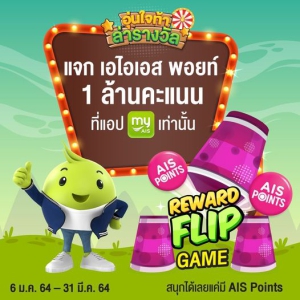 อุ่นใจท้า
ล่ารางวัล
แจก เอไอเอส พอยท์
1 ล้านคะแนน
ที่แอป my AIS เท่านั้น
AIS POINTS
AIS POINTS
REWARD
FLIP
GAME
6 ม.ค. 64 – 31 มี.ค. 64
สนุกได้เลยแค่มี AIS Points